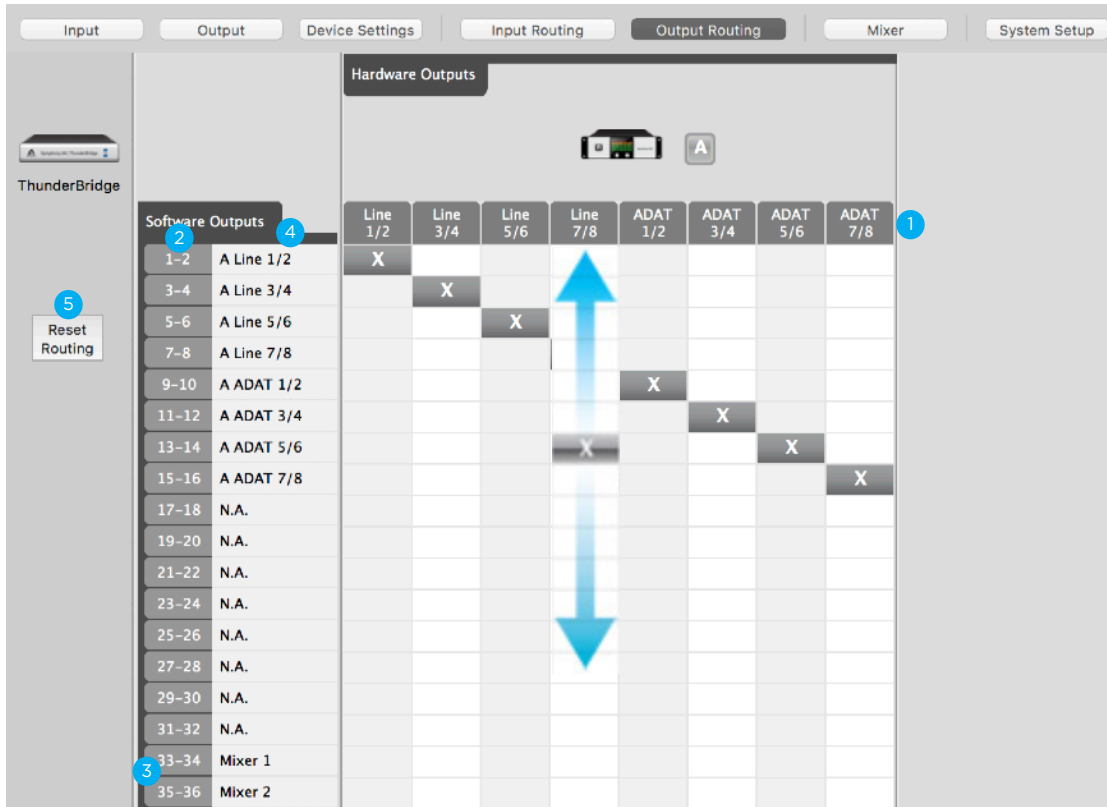 Input Output Device Settings Input Routing Output Routing Mixer System Setup
Hardware Outputs
A
ThunderBridge
Software Outputs
Line 1/2 Line 3/4 Line 5/6 Line 7/8 ADAT 1/2 ADAT 3/4 ADAT 5/6 ADAT 7/8
1
2
4
1-2 A Line 1/2 X
3-4 A Line 3/4 X
5
Reset
Routing
5-6 A Line 5/6 X
7-8 A Line 7/8
9-10 A ADAT 1/2 X
11-12 A ADAT 3/4 X
13-14 A ADAT 5/6 X X
15-16 A ADAT 7/8 X
17-18 N.A.
19-20 N.A.
21-22 N.A.
23-24 N.A.
25-26 N.A.
27-28 N.A.
29-30 N.A.
31-32 N.A.
33-34 Mixer 1
3
35-36 Mixer 2